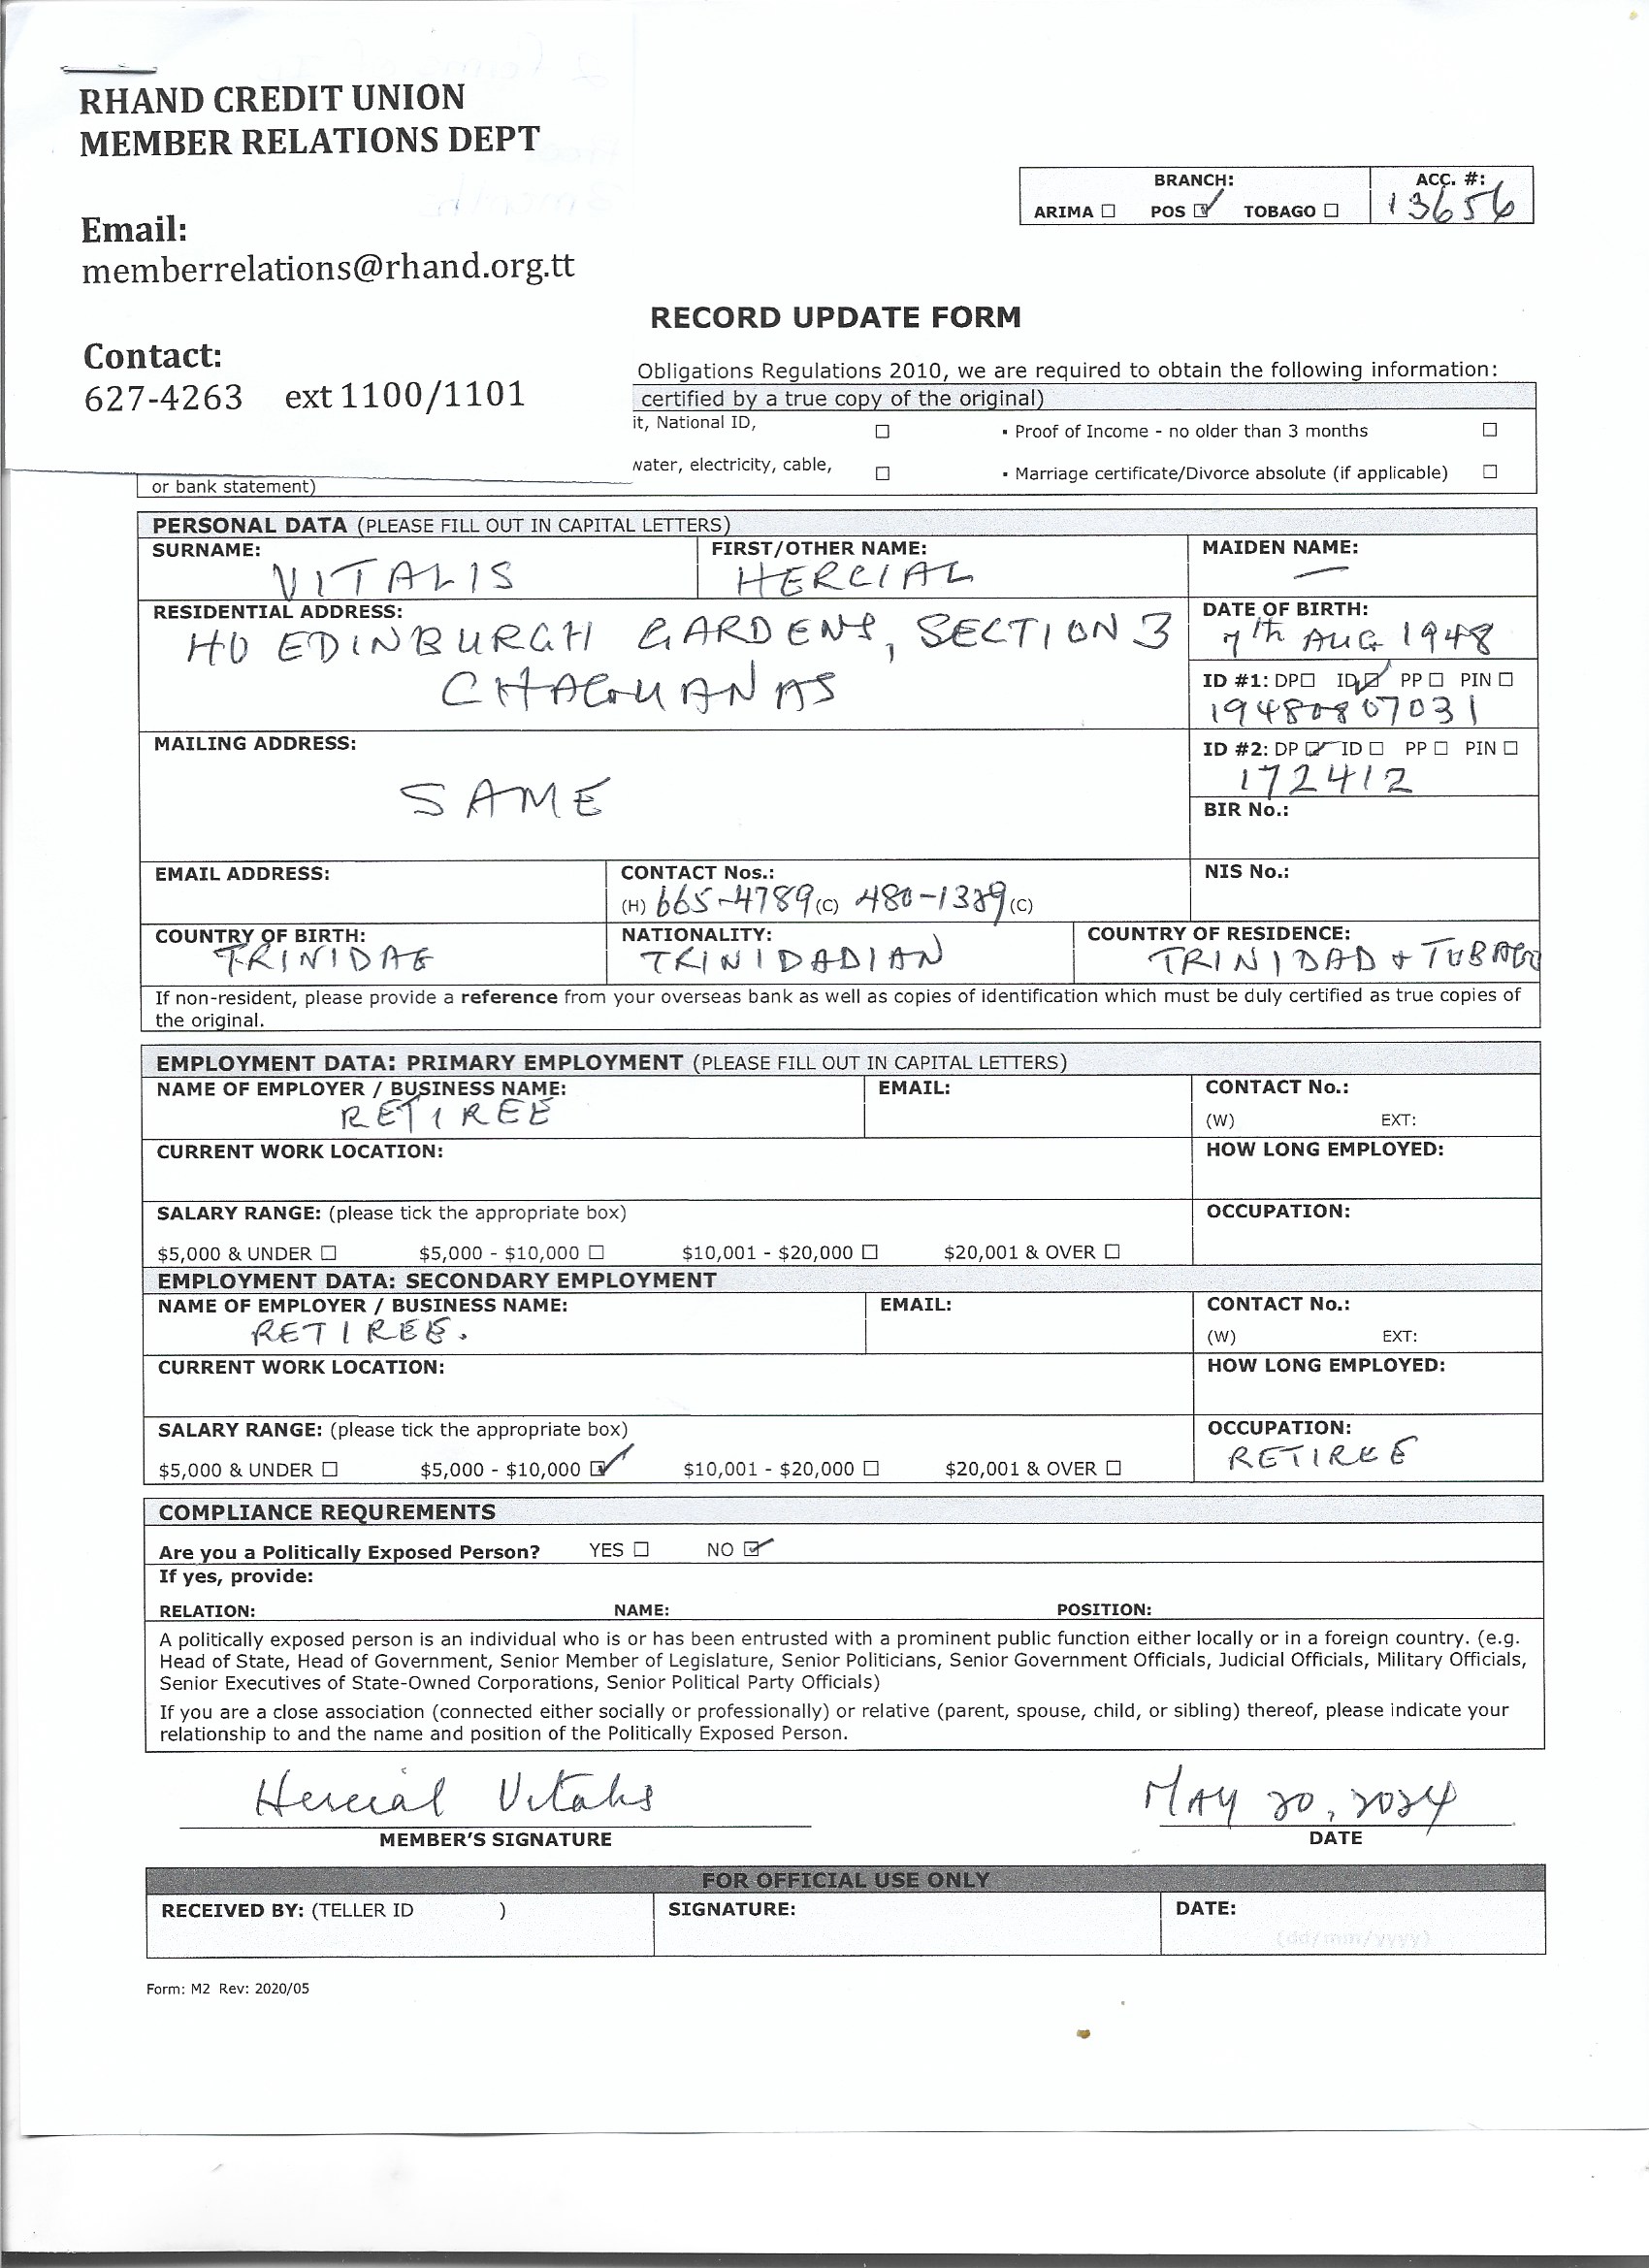 RHAND CREDIT UNION
MEMBER RELATIONS DEPT
Email:
memberrelations@rhand.org.tt
Contact:
627-4263 ext 1100/1101
BRANCH: ACC. #:
ARIMA ☐ POS ☑ TOBAGO ☐ 13656
RECORD UPDATE FORM
Obligations Regulations 2010, we are required to obtain the following information:
certified by a true copy of the original)
it, National ID, ☐ ▪ Proof of Income - no older than 3 months ☐
water, electricity, cable, ☐ ▪ Marriage certificate/Divorce absolute (if applicable) ☐
or bank statement)
PERSONAL DATA (PLEASE FILL OUT IN CAPITAL LETTERS)
SURNAME: FIRST/OTHER NAME: MAIDEN NAME:
VITALIS HERCIAL —
RESIDENTIAL ADDRESS: DATE OF BIRTH:
EDINBURGH GARDENS, SECTION 3 7th AUG 1948
CHAGUANAS ID #1: DP☐ ID☑ PP ☐ PIN ☐
19480807031
MAILING ADDRESS: ID #2: DP ☑ ID ☐ PP ☐ PIN ☐
SAME 172412
BIR No.:
EMAIL ADDRESS: CONTACT Nos.: NIS No.:
(H) 665-4789 (C) 480-1389 (C)
COUNTRY OF BIRTH: NATIONALITY: COUNTRY OF RESIDENCE:
TRINIDAD TRINIDADIAN TRINIDAD + TOBAGO
If non-resident, please provide a reference from your overseas bank as well as copies of identification which must be duly certified as true copies of
the original.
EMPLOYMENT DATA: PRIMARY EMPLOYMENT (PLEASE FILL OUT IN CAPITAL LETTERS)
NAME OF EMPLOYER / BUSINESS NAME: EMAIL: CONTACT No.:
RETIREE (W) EXT:
CURRENT WORK LOCATION: HOW LONG EMPLOYED:
SALARY RANGE: (please tick the appropriate box) OCCUPATION:
$5,000 & UNDER ☐ $5,000 - $10,000 ☐ $10,001 - $20,000 ☐ $20,001 & OVER ☐
EMPLOYMENT DATA: SECONDARY EMPLOYMENT
NAME OF EMPLOYER / BUSINESS NAME: EMAIL: CONTACT No.:
RETIREE. (W) EXT:
CURRENT WORK LOCATION: HOW LONG EMPLOYED:
SALARY RANGE: (please tick the appropriate box) OCCUPATION:
$5,000 & UNDER ☐ $5,000 - $10,000 ☑ $10,001 - $20,000 ☐ $20,001 & OVER ☐ RETIREE
COMPLIANCE REQUREMENTS
Are you a Politically Exposed Person? YES ☐ NO ☑
If yes, provide:
RELATION: NAME: POSITION:
A politically exposed person is an individual who is or has been entrusted with a prominent public function either locally or in a foreign country. (e.g.
Head of State, Head of Government, Senior Member of Legislature, Senior Politicians, Senior Government Officials, Judicial Officials, Military Officials,
Senior Executives of State-Owned Corporations, Senior Political Party Officials)
If you are a close association (connected either socially or professionally) or relative (parent, spouse, child, or sibling) thereof, please indicate your
relationship to and the name and position of the Politically Exposed Person.
Hercial Vitalis MAY 20, 2024
MEMBER'S SIGNATURE DATE
FOR OFFICIAL USE ONLY
RECEIVED BY: (TELLER ID ) SIGNATURE: DATE:
(dd/mm/yyyy)
Form: M2 Rev: 2020/05